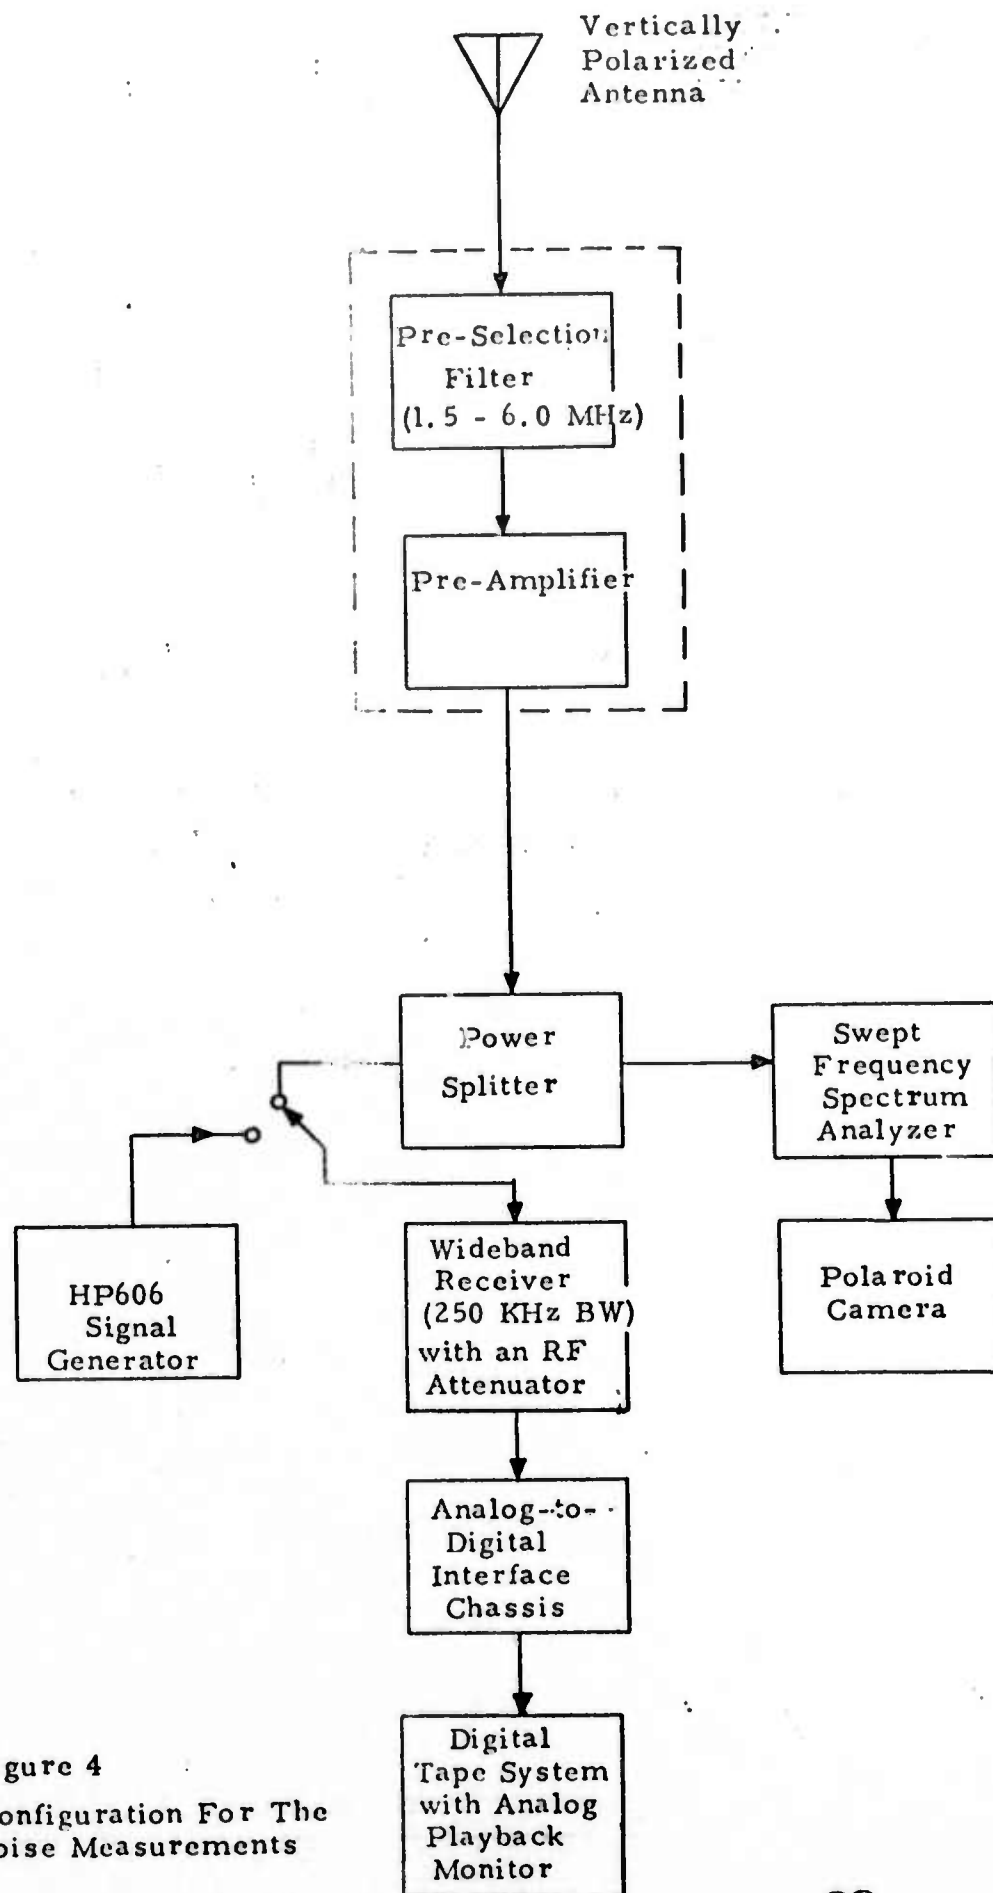 Vertically
Polarized
Antenna
Pre-Selection
Filter
(1.5 - 6.0 MHz)
Pre-Amplifier
Power
Splitter
Swept
Frequency
Spectrum
Analyzer
HP606
Signal
Generator
Wideband
Receiver
(250 KHz BW)
with an RF
Attenuator
Polaroid
Camera
Analog-to-
Digital
Interface
Chassis
Digital
Tape System
with Analog
Playback
Monitor
gure 4
onfiguration For The
oise Measurements